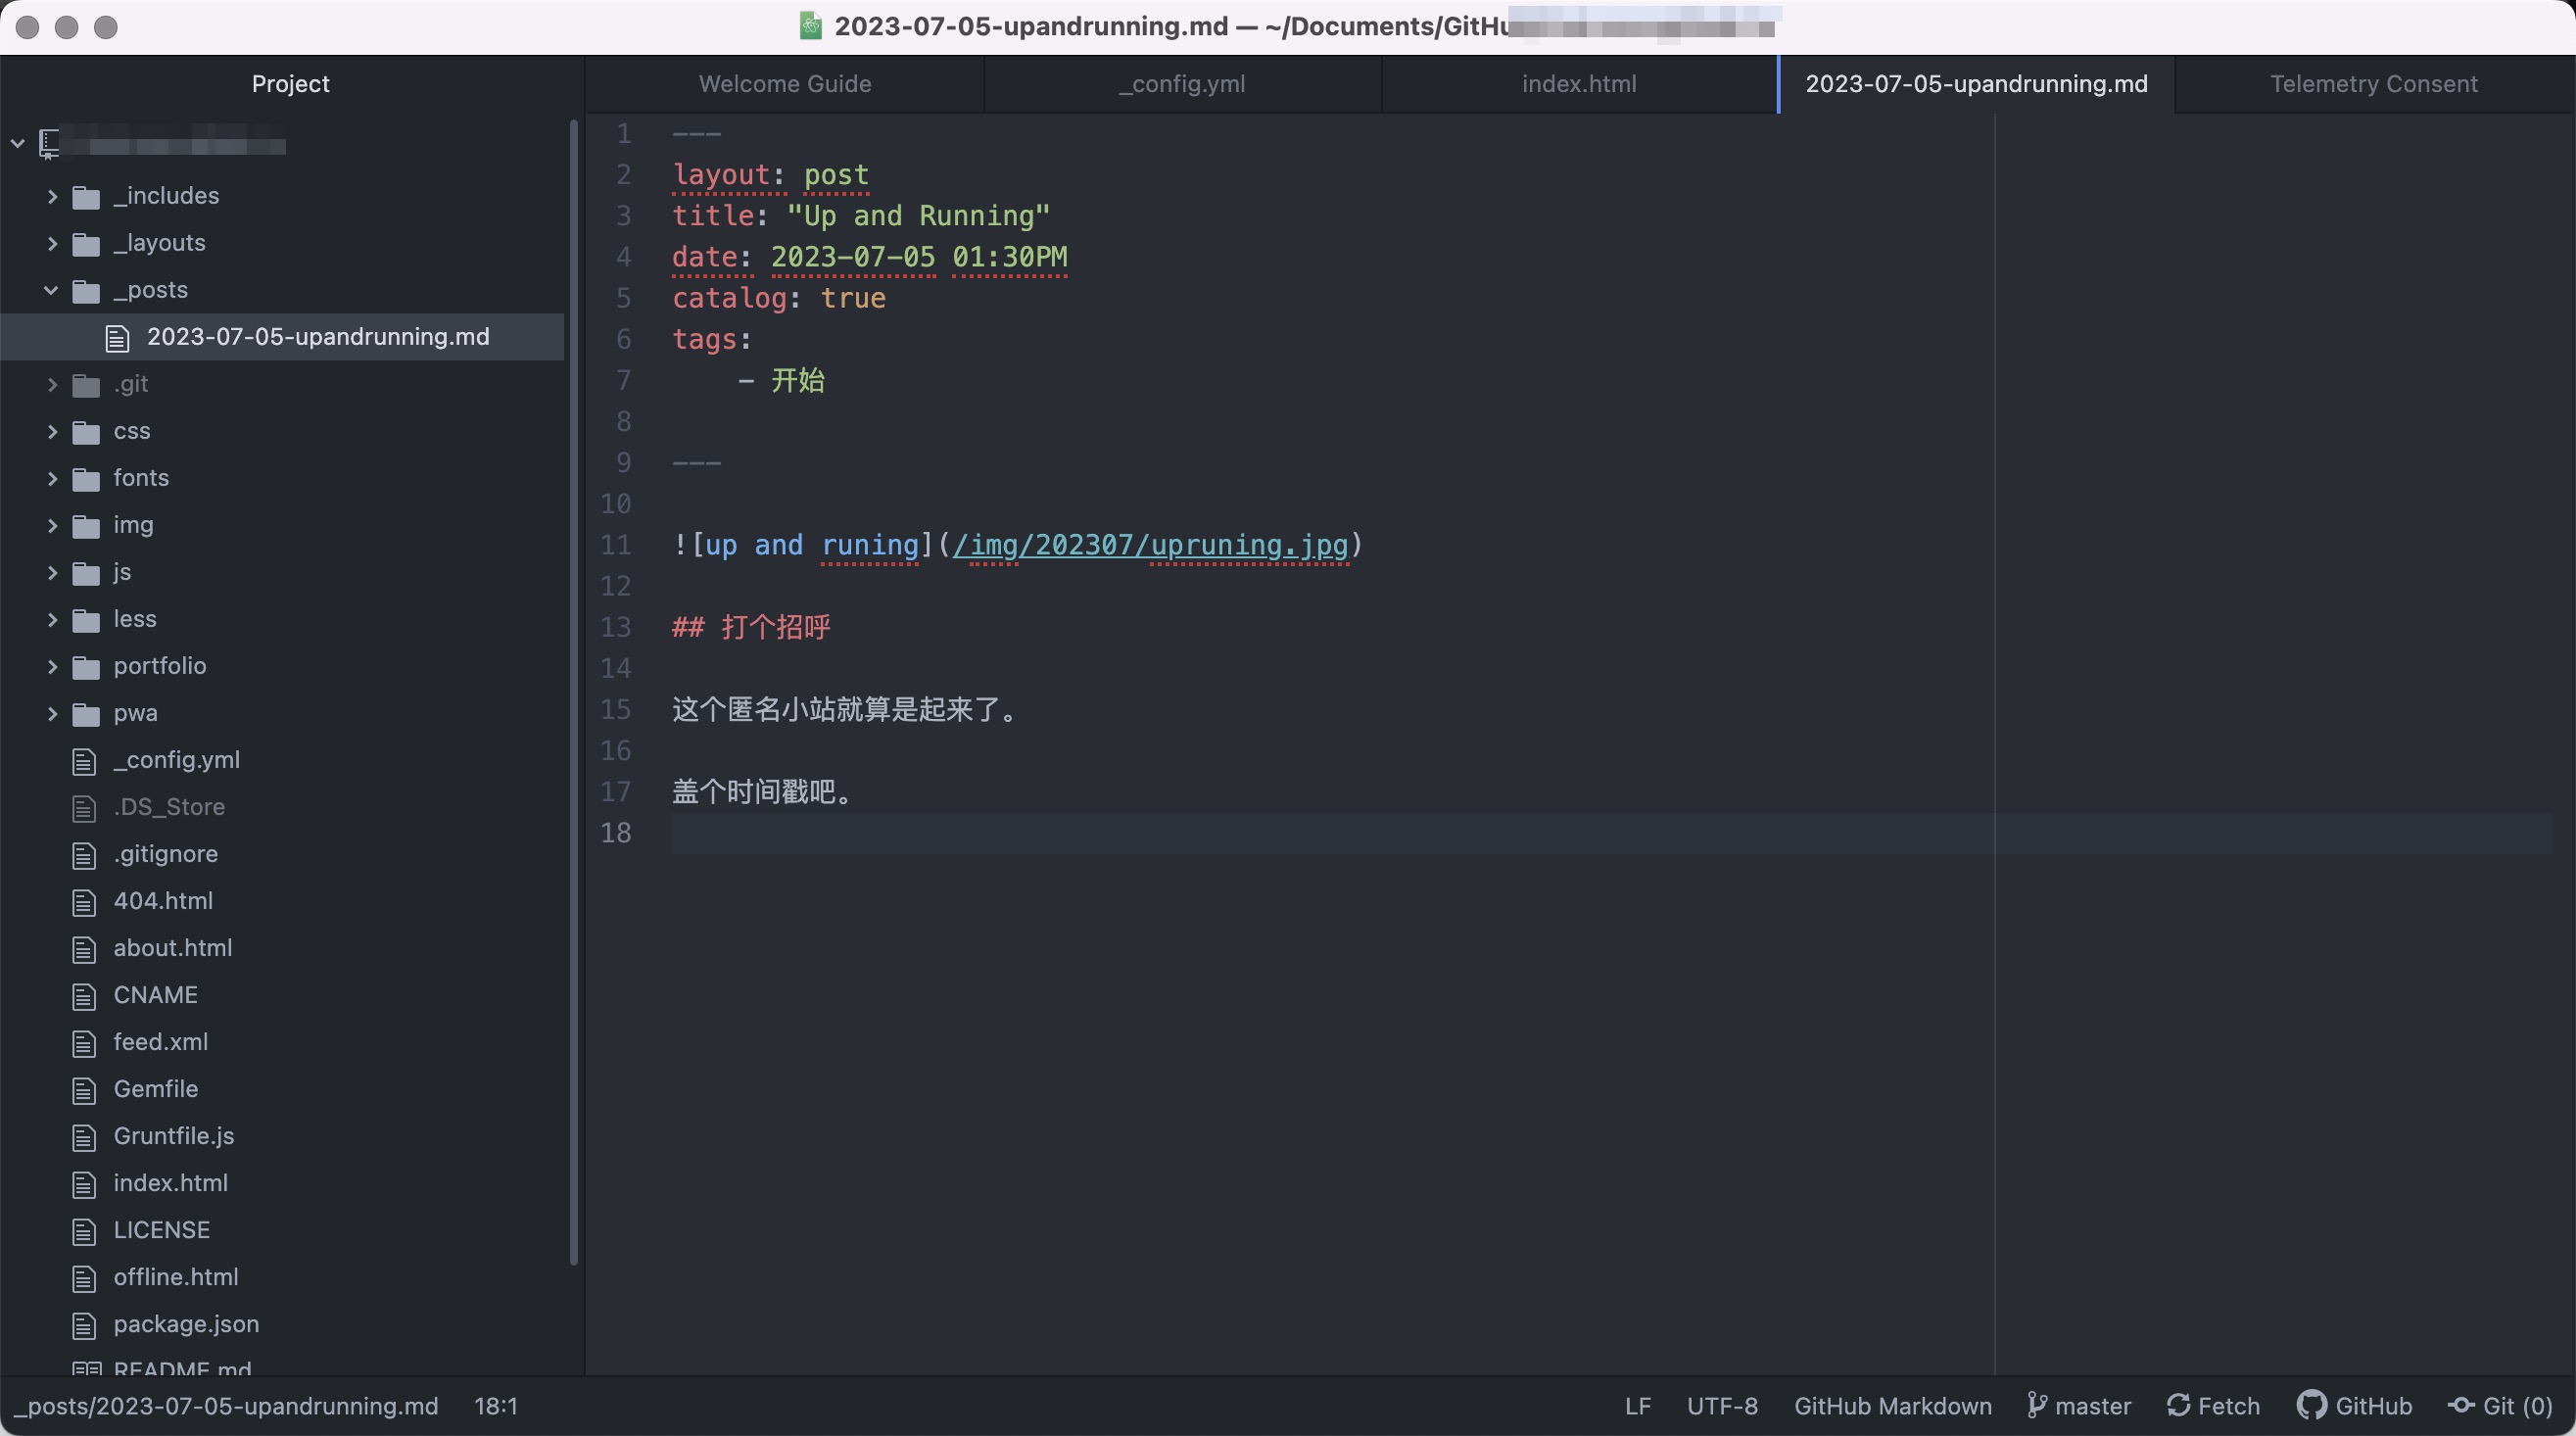 2023-07-05-upandrunning.md — ~/Documents/GitHu
Project
Welcome Guide
_config.yml
index.html
2023-07-05-upandrunning.md
Telemetry Consent
_includes
_layouts
_posts
2023-07-05-upandrunning.md
.git
css
fonts
img
js
less
portfolio
pwa
_config.yml
.DS_Store
.gitignore
404.html
about.html
CNAME
feed.xml
Gemfile
Gruntfile.js
index.html
LICENSE
offline.html
package.json
README.md
1 ---
2 layout: post
3 title: "Up and Running"
4 date: 2023-07-05 01:30PM
5 catalog: true
6 tags:
7 - 开始
8
9 ---
10
11 ![up and runing](/img/202307/upruning.jpg)
12
13 ## 打个招呼
14
15 这个匿名小站就算是起来了。
16
17 盖个时间戳吧。
18
_posts/2023-07-05-upandrunning.md 18:1 LF UTF-8 GitHub Markdown master Fetch GitHub Git (0)